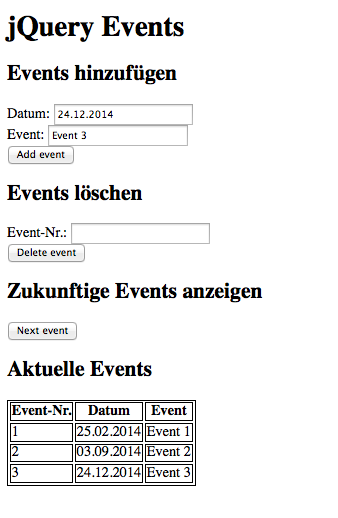 jQuery Events
Events hinzufügen
Datum: 24.12.2014
Event: Event 3
Add event
Events löschen
Event-Nr.:
Delete event
Zukunftige Events anzeigen
Next event
Aktuelle Events
Event-Nr. Datum Event
1 25.02.2014 Event 1
2 03.09.2014 Event 2
3 24.12.2014 Event 3